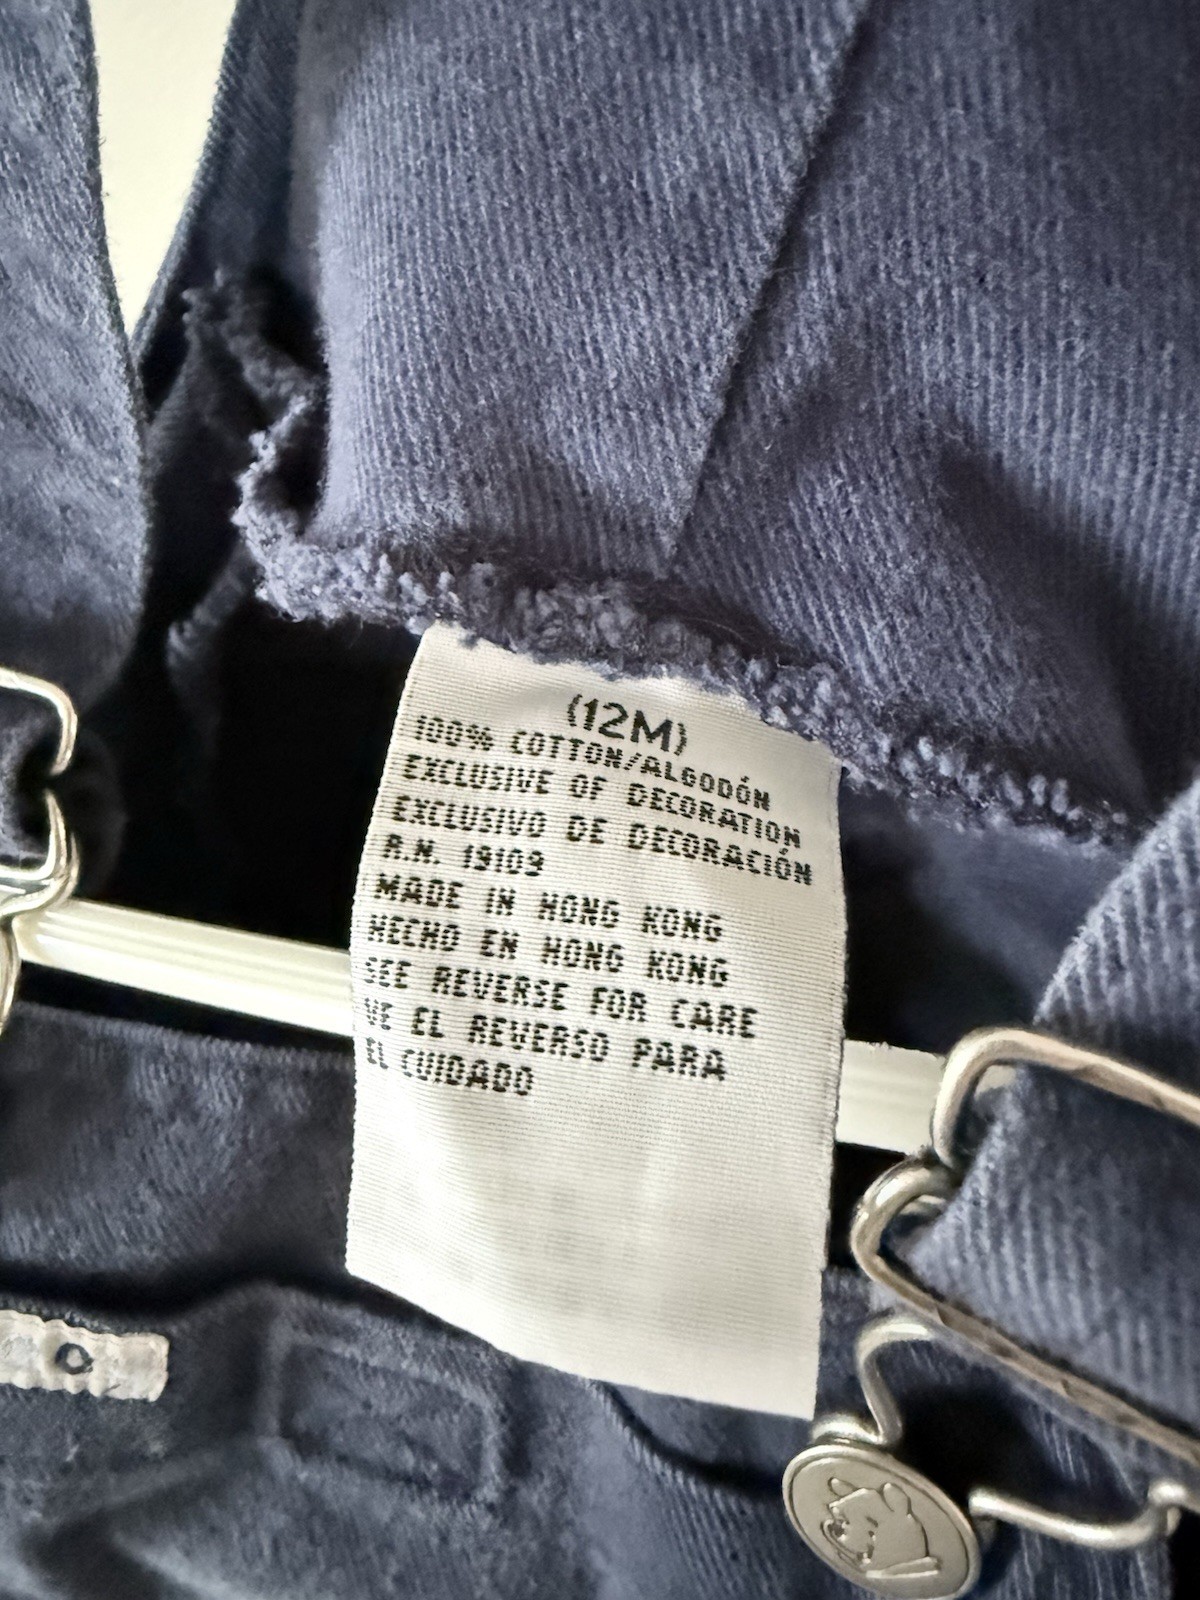 (12M)
100% COTTON/ALGODÓN
EXCLUSIVE OF DECORATION
EXCLUSIVO DE DECORACIÓN
R.N. 19109
MADE IN HONG KONG
HECHO EN HONG KONG
SEE REVERSE FOR CARE
VE EL REVERSO PARA
EL CUIDADO